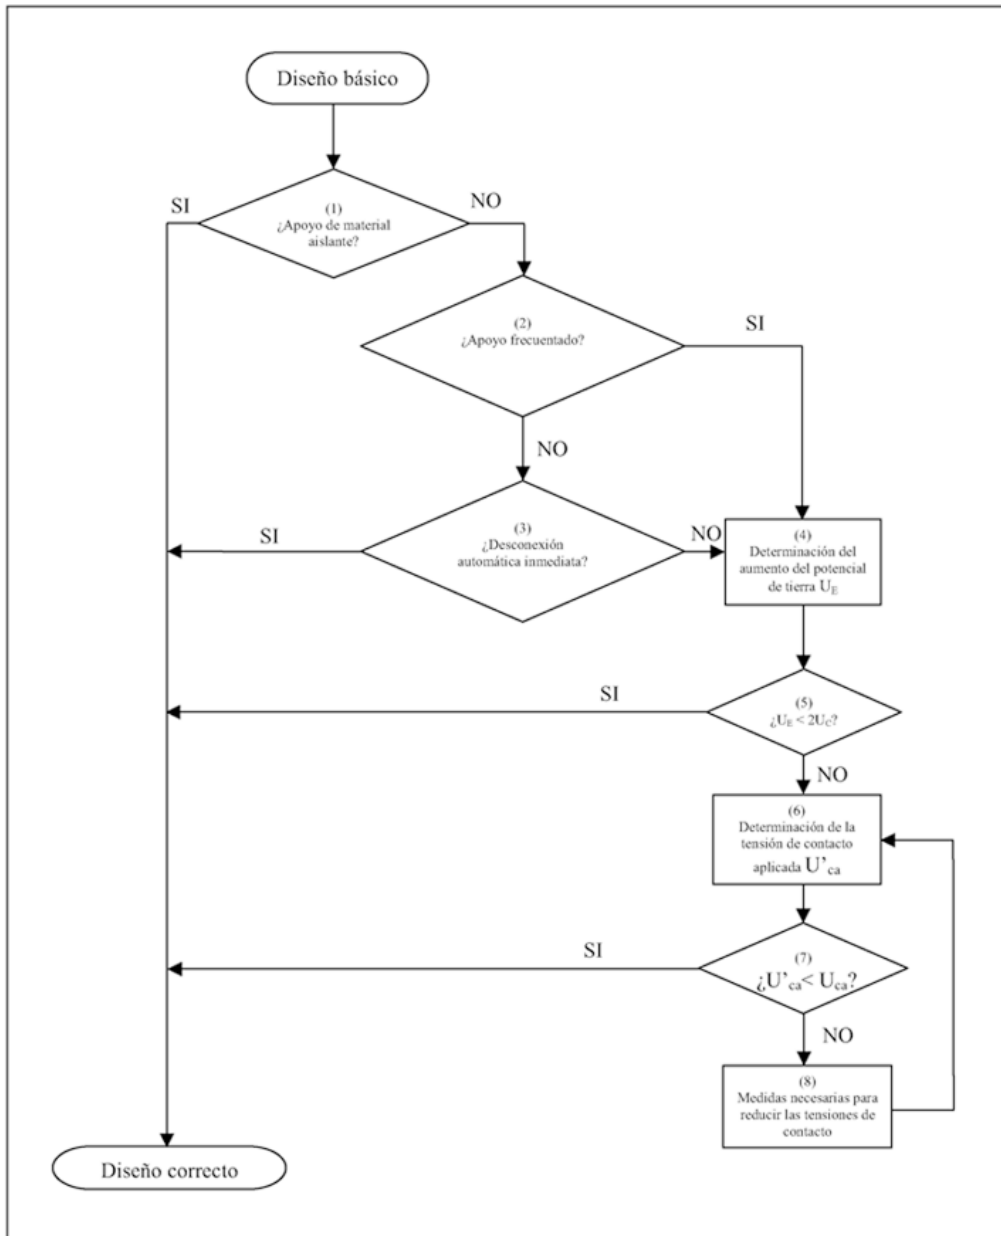 Diseño básico
SI
NO
(1)
¿Apoyo de material
aislante?
(2)
¿Apoyo frecuentado?
SI
NO
(3)
¿Desconexión
automática inmediata?
SI
NO
(4)
Determinación del
aumento del potencial
de tierra UE
SI
(5)
¿UE < 2UC?
NO
(6)
Determinación de la
tensión de contacto
aplicada U’ca
SI
(7)
¿U’ca< Uca?
NO
(8)
Medidas necesarias para
reducir las tensiones de
contacto
Diseño correcto